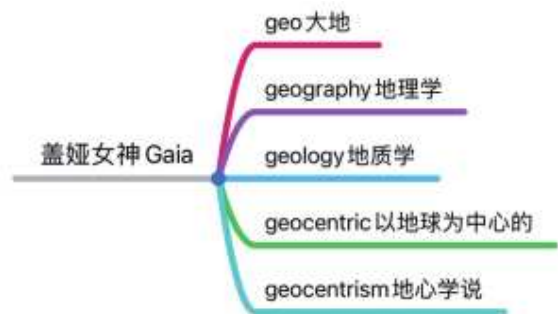 geo大地
geography地理学
盖娅女神Gaia
geology地质学
geocentric以地球为中心的
geocentrism地心学说